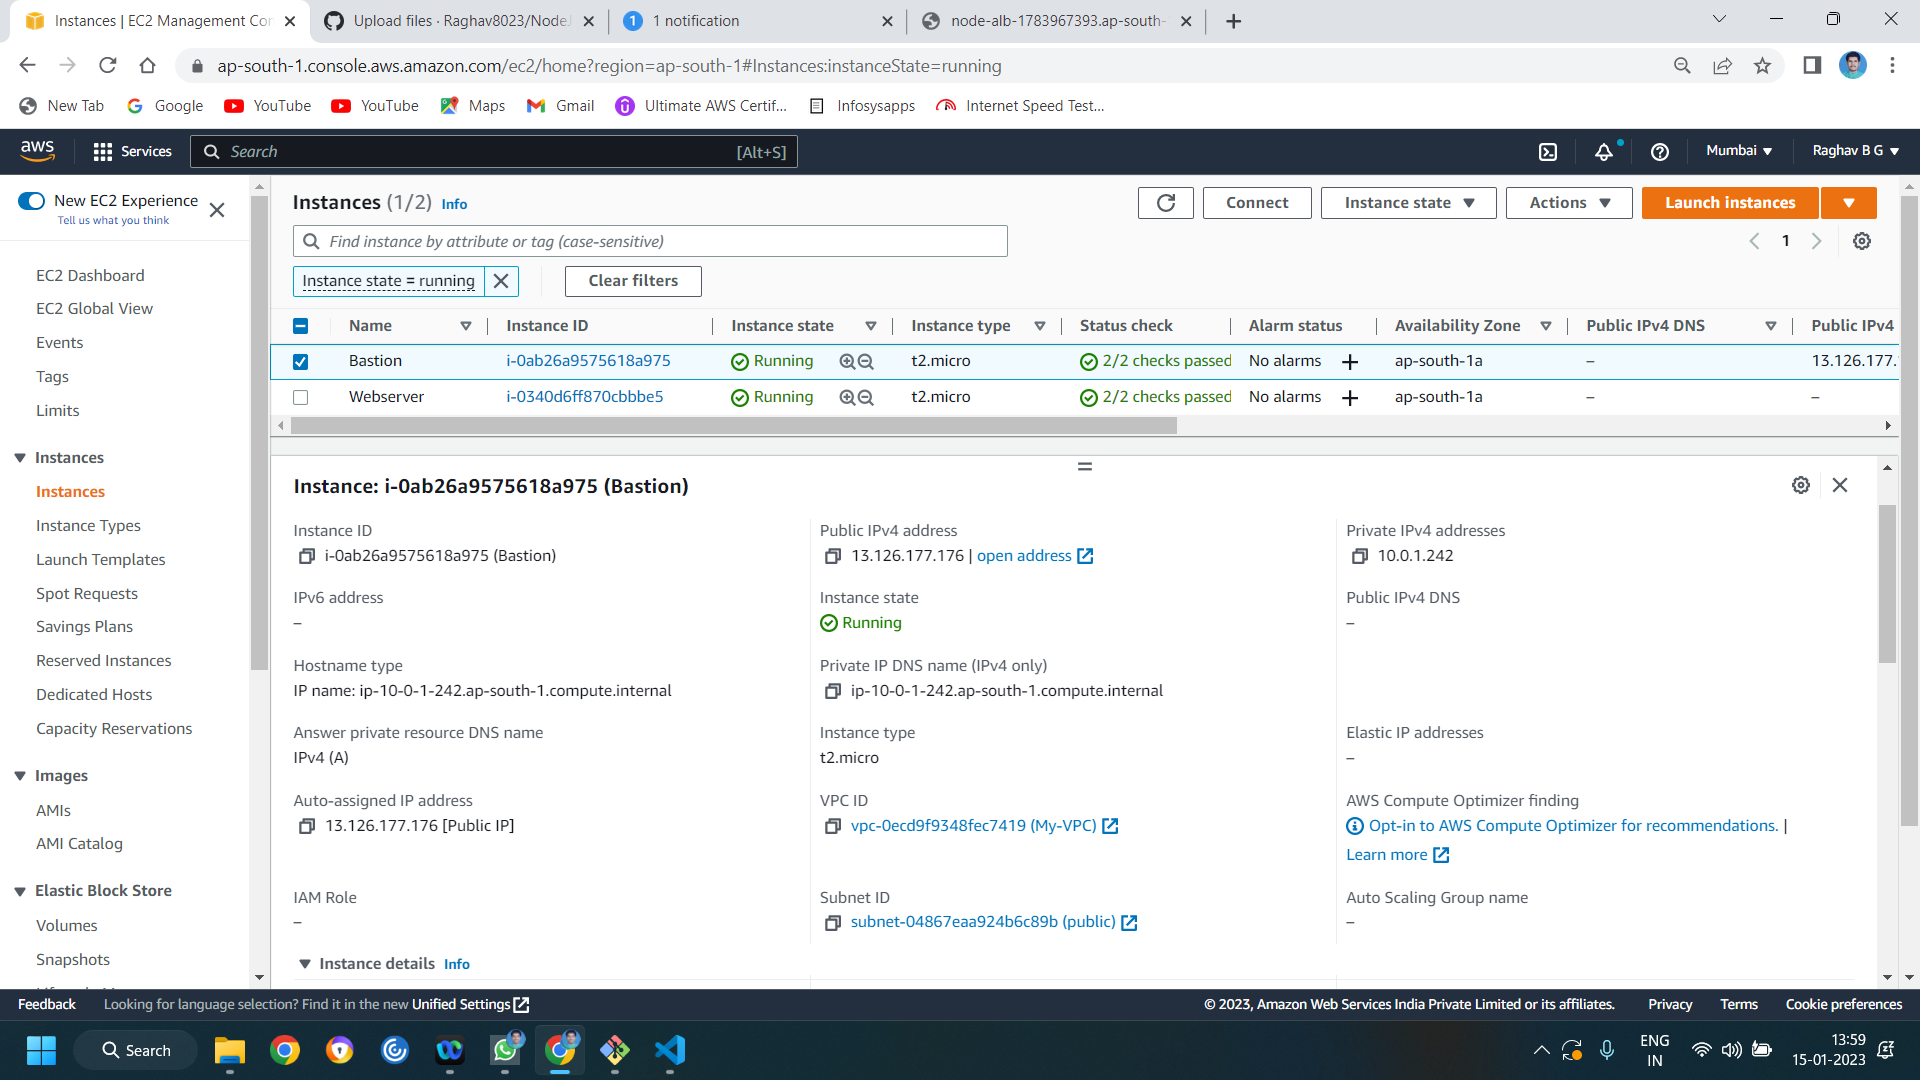 Instances | EC2 Management Con
Upload files · Raghav8023/NodeJ
1 1 notification
node-alb-1783967393.ap-south-
ap-south-1.console.aws.amazon.com/ec2/home?region=ap-south-1#Instances:instanceState=running
New Tab
Google
YouTube
YouTube
Maps
Gmail
Ultimate AWS Certif...
Infosysapps
Internet Speed Test...
aws
Services
Search [Alt+S]
Mumbai
Raghav B G
New EC2 Experience
Tell us what you think
EC2 Dashboard
EC2 Global View
Events
Tags
Limits
Instances
Instances
Instance Types
Launch Templates
Spot Requests
Savings Plans
Reserved Instances
Dedicated Hosts
Capacity Reservations
Images
AMIs
AMI Catalog
Elastic Block Store
Volumes
Snapshots
Instances (1/2) Info
Connect
Instance state
Actions
Launch instances
Find instance by attribute or tag (case-sensitive)
1
Instance state = running
Clear filters
Name Instance ID Instance state Instance type Status check Alarm status Availability Zone Public IPv4 DNS Public IPv4
Bastion i-0ab26a9575618a975 Running t2.micro 2/2 checks passed No alarms + ap-south-1a – 13.126.177.
Webserver i-0340d6ff870cbbbe5 Running t2.micro 2/2 checks passed No alarms + ap-south-1a – –
Instance: i-0ab26a9575618a975 (Bastion)
Instance ID
i-0ab26a9575618a975 (Bastion)
Public IPv4 address
13.126.177.176 | open address
Private IPv4 addresses
10.0.1.242
IPv6 address
–
Instance state
Running
Public IPv4 DNS
–
Hostname type
IP name: ip-10-0-1-242.ap-south-1.compute.internal
Private IP DNS name (IPv4 only)
ip-10-0-1-242.ap-south-1.compute.internal
Answer private resource DNS name
IPv4 (A)
Instance type
t2.micro
Elastic IP addresses
–
Auto-assigned IP address
13.126.177.176 [Public IP]
VPC ID
vpc-0ecd9f9348fec7419 (My-VPC)
AWS Compute Optimizer finding
Opt-in to AWS Compute Optimizer for recommendations. |
Learn more
IAM Role
–
Subnet ID
subnet-04867eaa924b6c89b (public)
Auto Scaling Group name
–
Instance details Info
Feedback
Looking for language selection? Find it in the new Unified Settings
© 2023, Amazon Web Services India Private Limited or its affiliates.
Privacy
Terms
Cookie preferences
Search
ENG
IN
13:59
15-01-2023